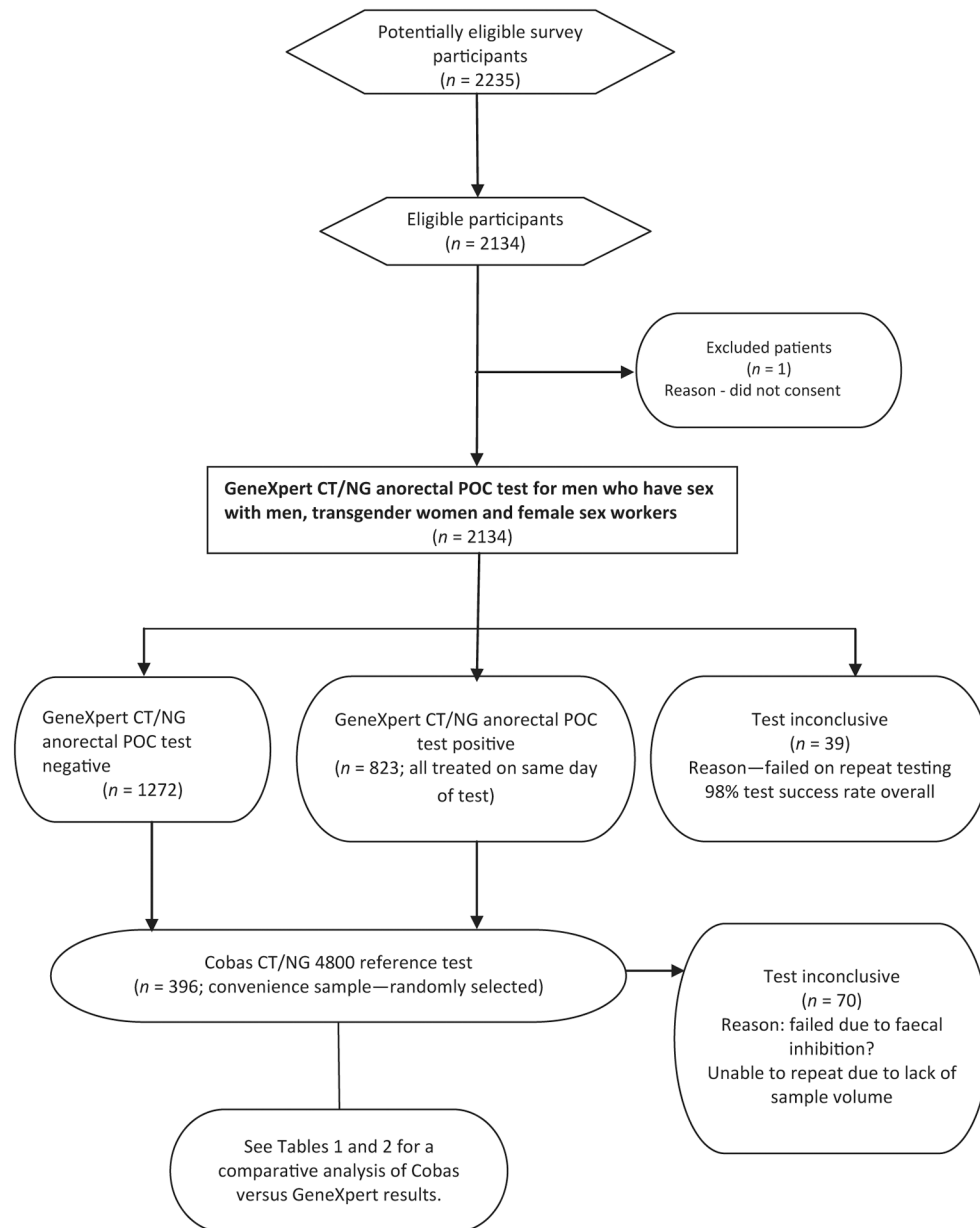 Potentially eligible survey
participants
(n = 2235)
Eligible participants
(n = 2134)
Excluded patients
(n = 1)
Reason - did not consent
GeneXpert CT/NG anorectal POC test for men who have sex
with men, transgender women and female sex workers
(n = 2134)
GeneXpert CT/NG
anorectal POC test
negative
(n = 1272)
GeneXpert CT/NG anorectal POC
test positive
(n = 823; all treated on same day
of test)
Test inconclusive
(n = 39)
Reason—failed on repeat testing
98% test success rate overall
Cobas CT/NG 4800 reference test
(n = 396; convenience sample—randomly selected)
Test inconclusive
(n = 70)
Reason: failed due to faecal
inhibition?
Unable to repeat due to lack of
sample volume
See Tables 1 and 2 for a
comparative analysis of Cobas
versus GeneXpert results.